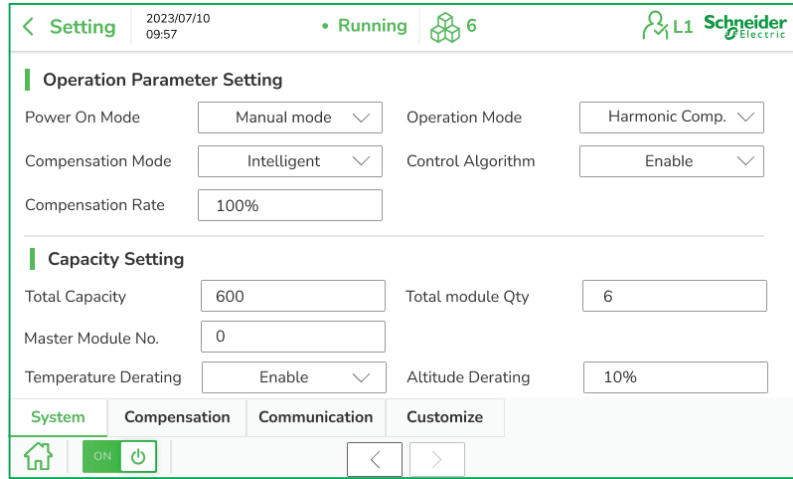 Setting 2023/07/10 09:57 • Running 6 L1 Schneider Electric
Operation Parameter Setting
Power On Mode Manual mode Operation Mode Harmonic Comp.
Compensation Mode Intelligent Control Algorithm Enable
Compensation Rate 100%
Capacity Setting
Total Capacity 600 Total module Qty 6
Master Module No. 0
Temperature Derating Enable Altitude Derating 10%
System Compensation Communication Customize
ON